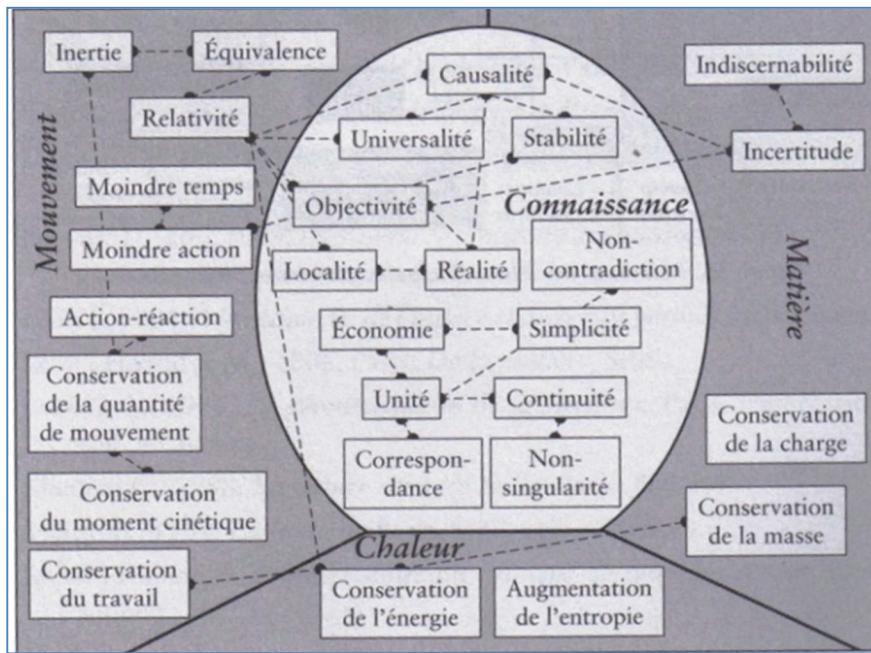 Inertie
Équivalence
Relativité
Mouvement
Moindre temps
Moindre action
Action-réaction
Conservation
de la quantité
de mouvement
Conservation
du moment cinétique
Conservation
du travail
Causalité
Universalité
Stabilité
Objectivité
Connaissance
Localité
Réalité
Non-
contradiction
Économie
Simplicité
Unité
Continuité
Correspon-
dance
Non-
singularité
Indiscernabilité
Incertitude
Matière
Conservation
de la charge
Conservation
de la masse
Chaleur
Conservation
de l'énergie
Augmentation
de l'entropie